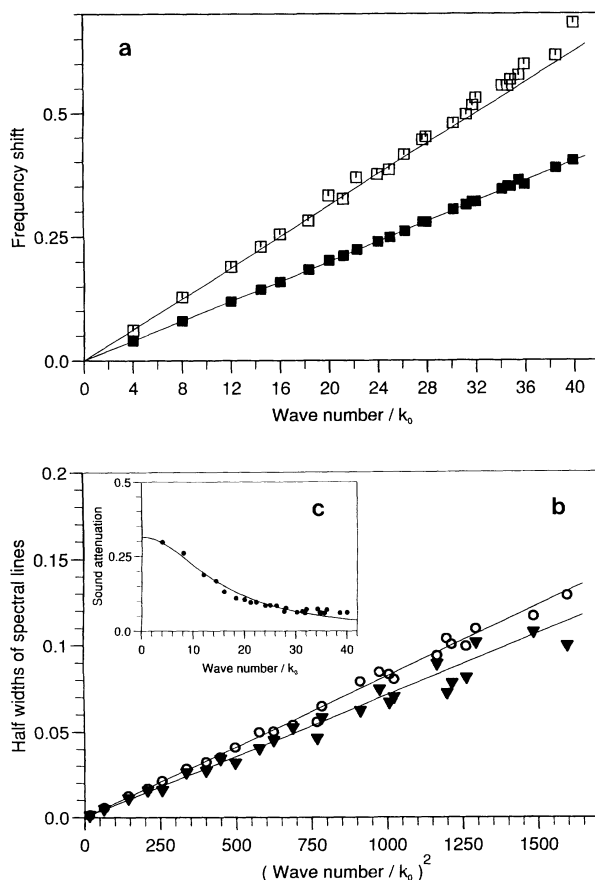 a
0.5
0.25
0.0
Frequency shift
0 4 8 12 16 20 24 28 32 36 40
Wave number / k₀
0.2
0.15
0.1
0.05
0.0
Half widths of spectral lines
b
0 250 500 750 1000 1250 1500
( Wave number / k₀ )²
c
0.5
0.25
0.0
Sound attenuation
0 10 20 30 40
Wave number / k₀